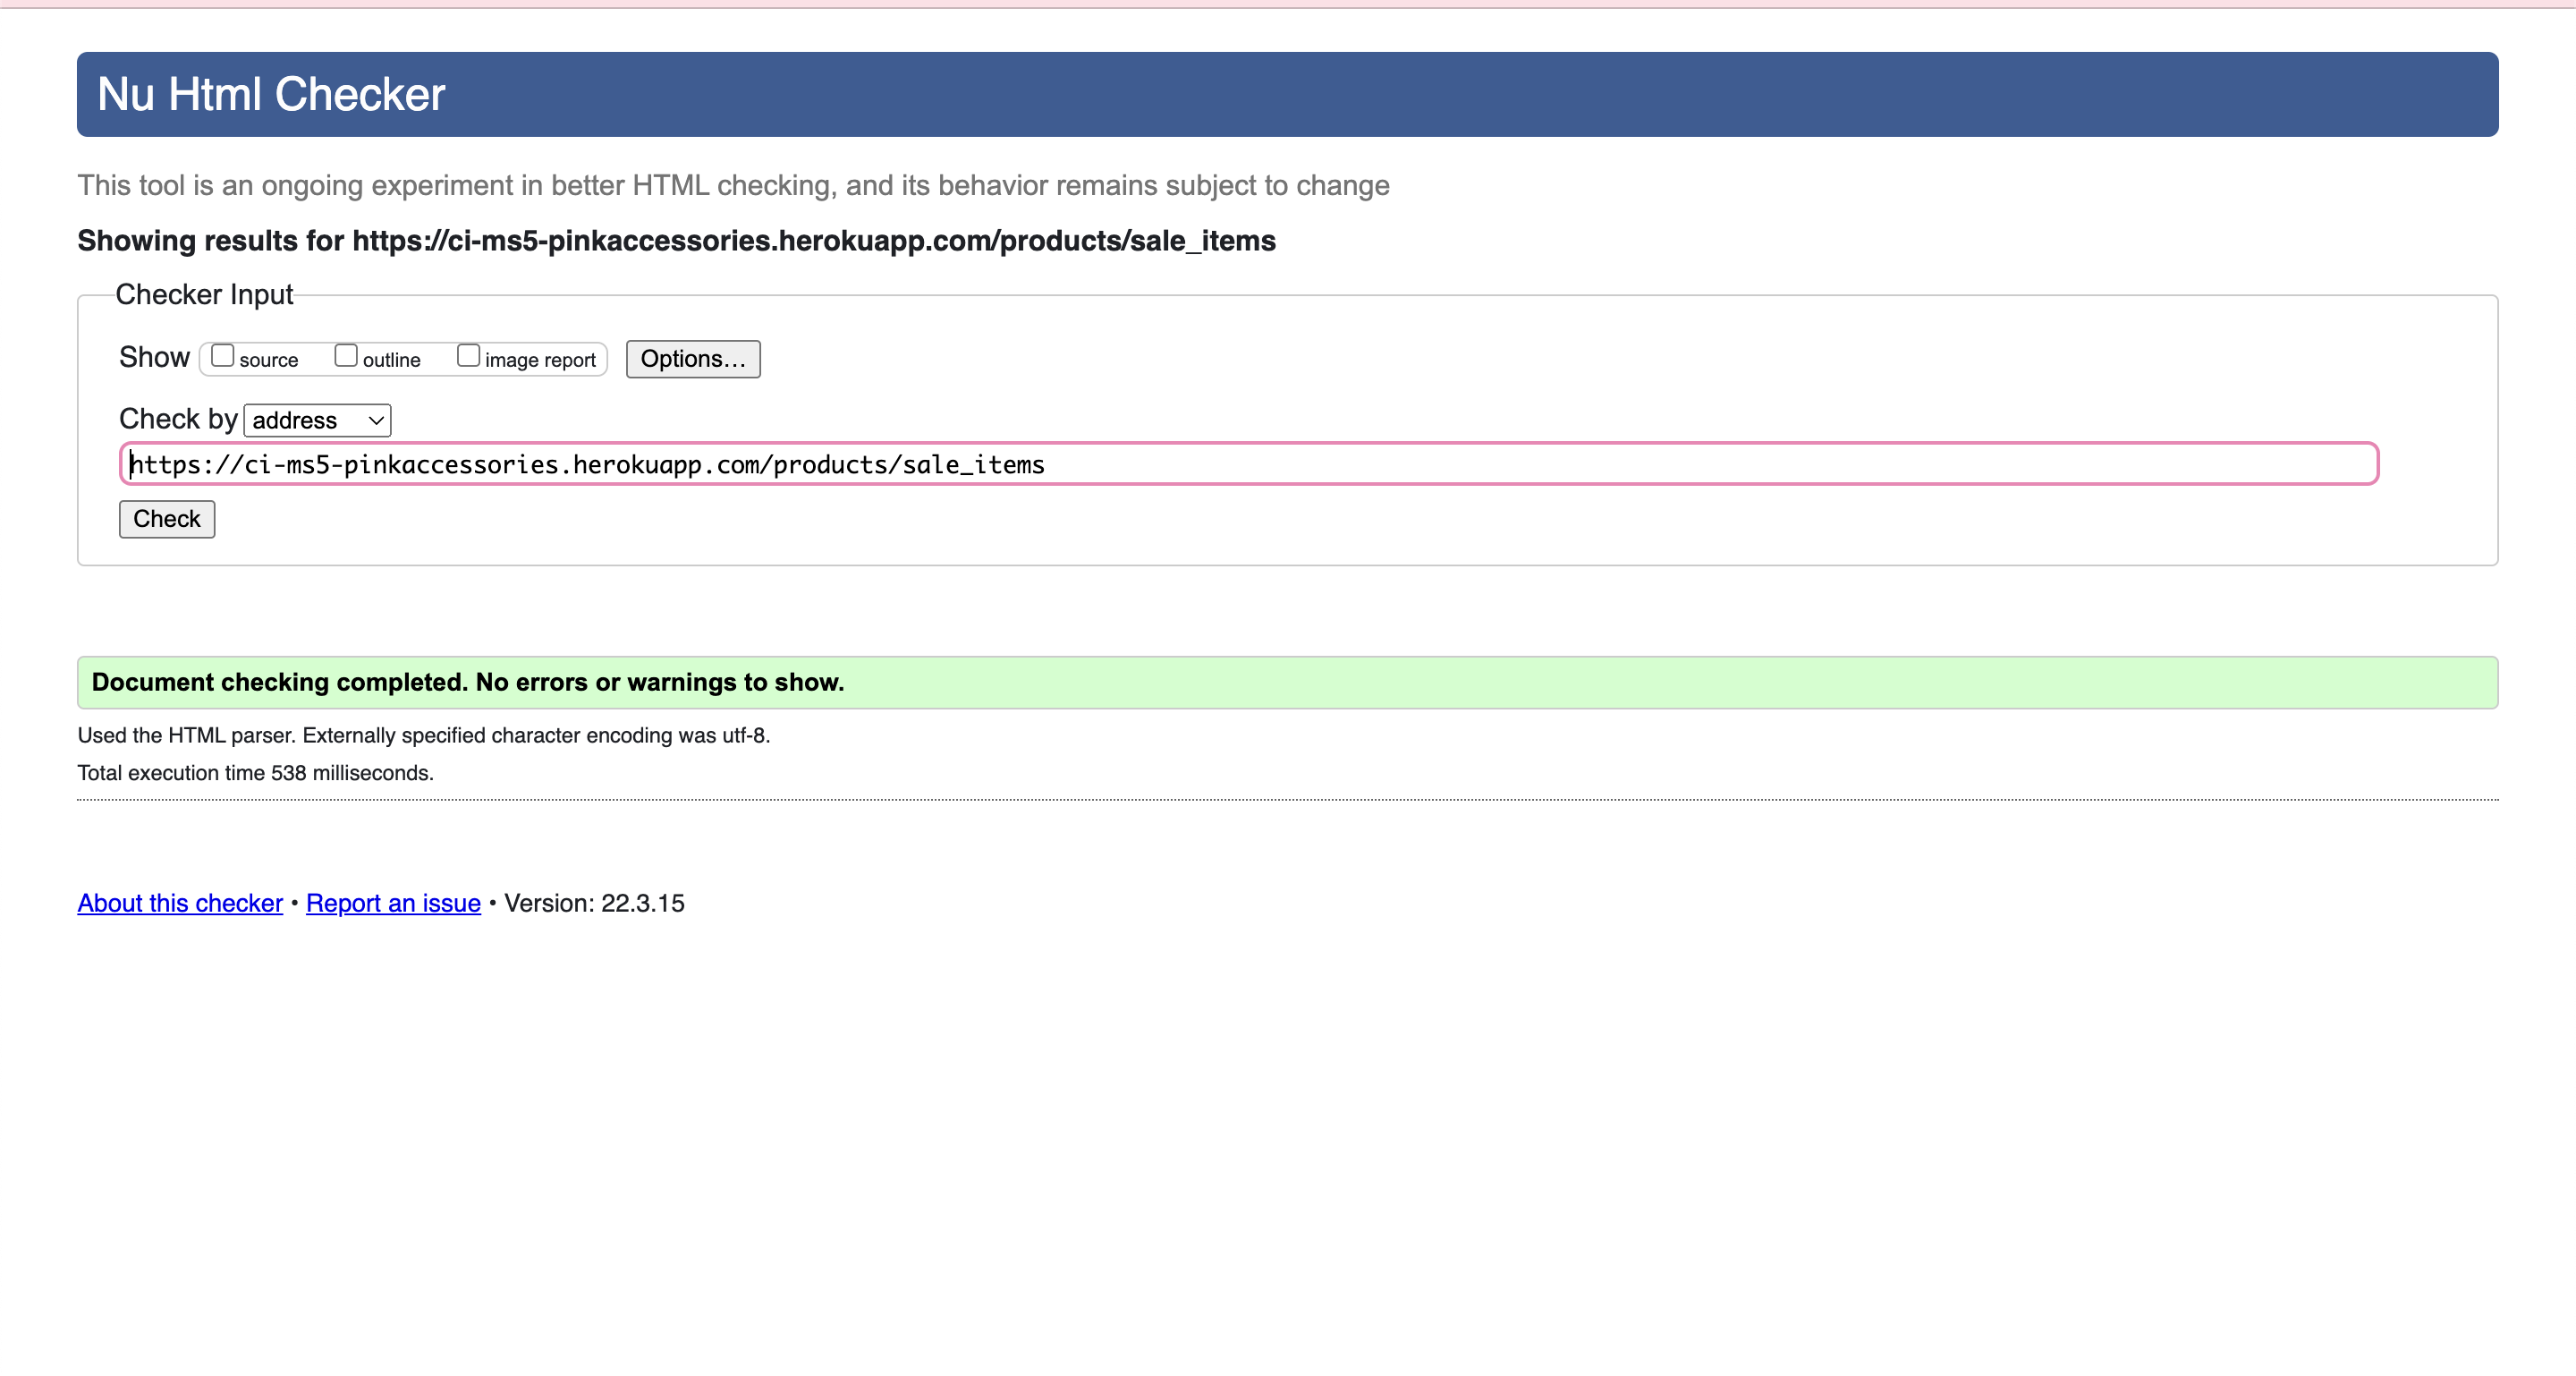 Nu Html Checker
This tool is an ongoing experiment in better HTML checking, and its behavior remains subject to change
Showing results for https://ci-ms5-pinkaccessories.herokuapp.com/products/sale_items
Checker Input
Show source outline image report Options...
Check by address
https://ci-ms5-pinkaccessories.herokuapp.com/products/sale_items
Check
Document checking completed. No errors or warnings to show.
Used the HTML parser. Externally specified character encoding was utf-8.
Total execution time 538 milliseconds.
About this checker • Report an issue • Version: 22.3.15